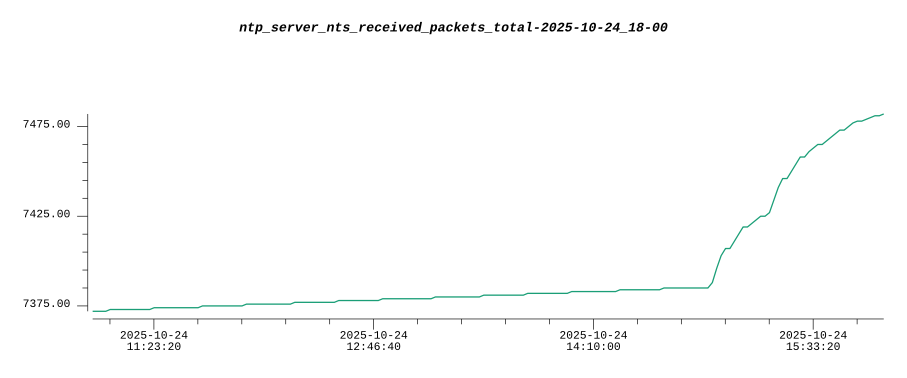 ntp_server_nts_received_packets_total-2025-10-24_18-00
7475.00
7425.00
7375.00
2025-10-24 2025-10-24 2025-10-24 2025-10-24
11:23:20 12:46:40 14:10:00 15:33:20